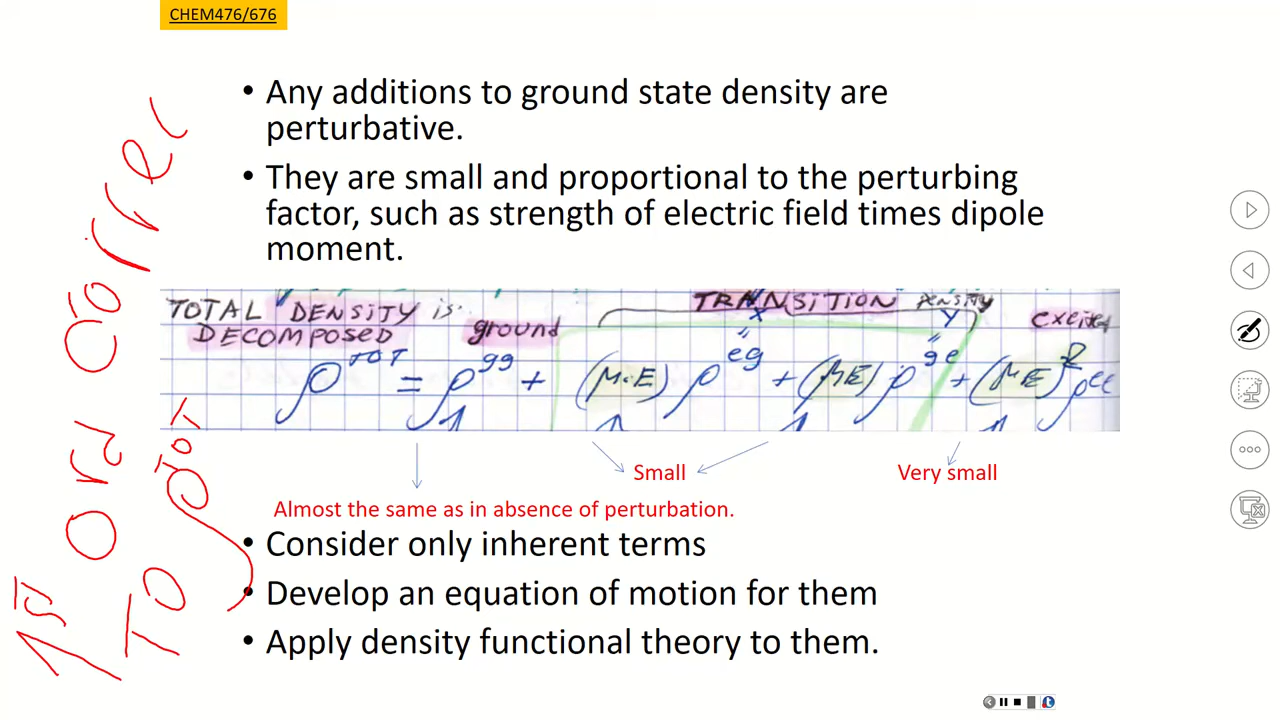 CHEM476/676
• Any additions to ground state density are
perturbative.
• They are small and proportional to the perturbing
factor, such as strength of electric field times dipole
moment.
TOTAL DENSITY is
DECOMPOSED
ground
TRANSITION density
excited
x
y
ρ^TOT = ρ^gg + (μ·E) ρ^eg + (μE) ρ^ge + (μE)^2 ρ^ee
Small
Very small
Almost the same as in absence of perturbation.
• Consider only inherent terms
• Develop an equation of motion for them
• Apply density functional theory to them.
1ST Ord Correc
TO ρ^TOT